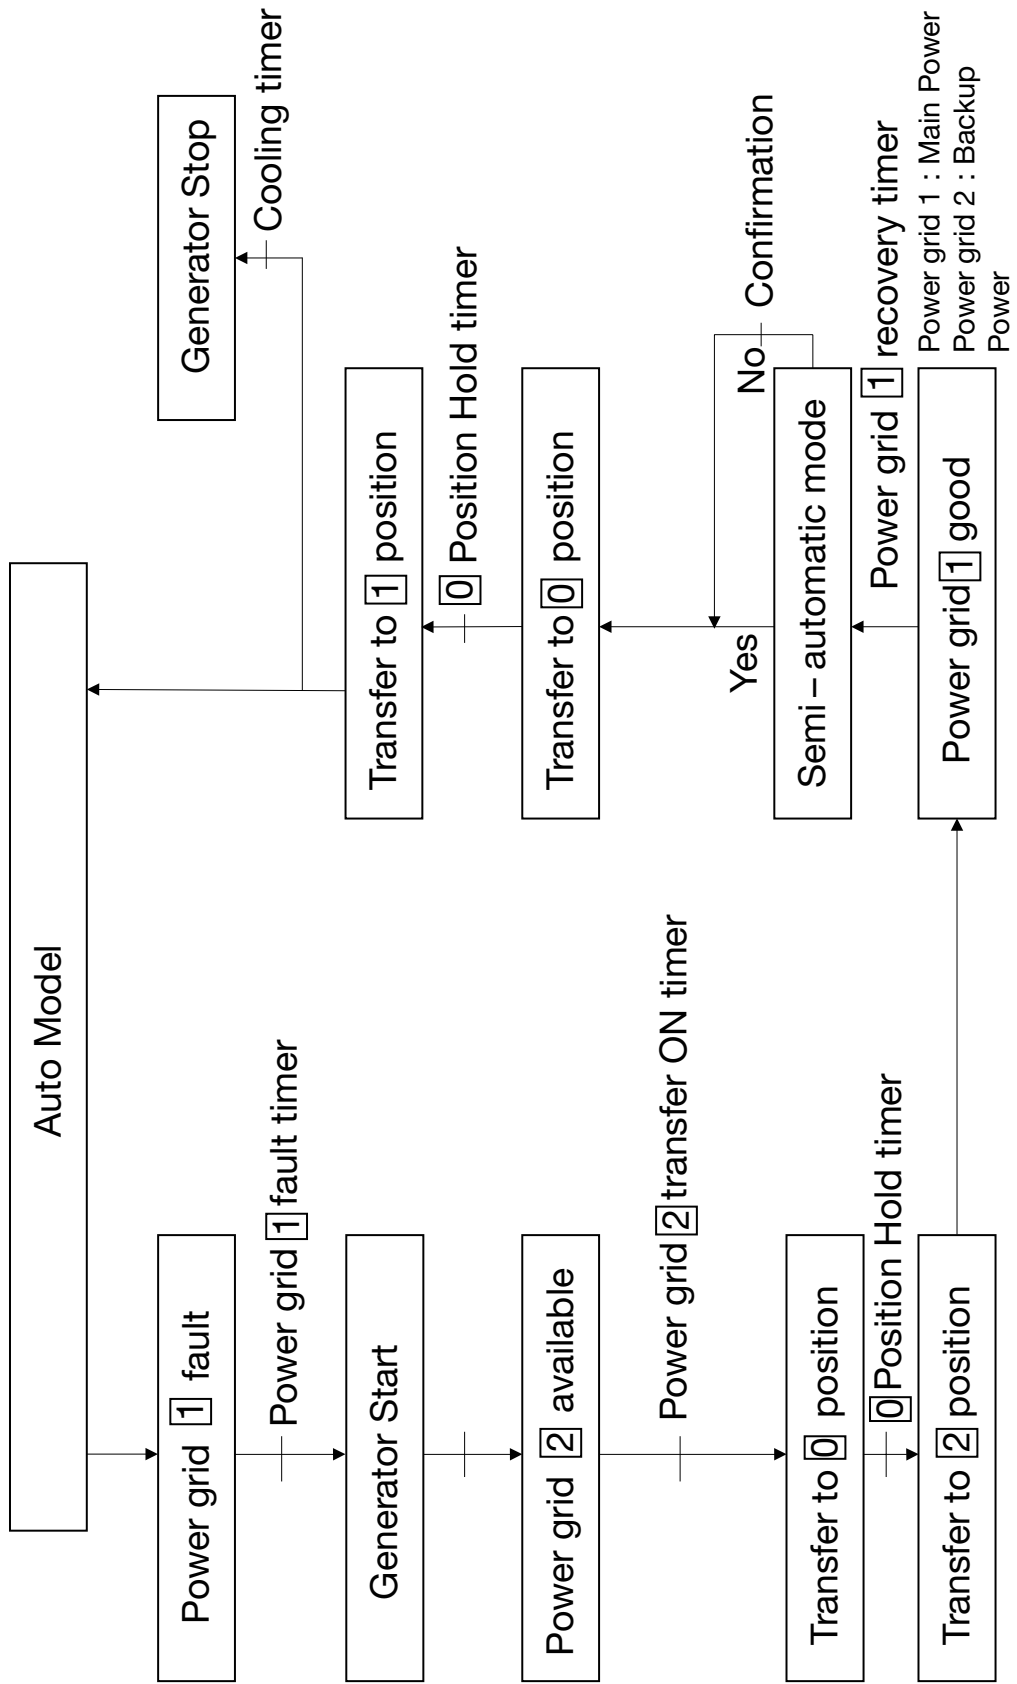 Auto Model
Power grid 1 fault
Power grid 1 fault timer
Generator Start
Power grid 2 available
Power grid 2 transfer ON timer
Transfer to 0 position
0 Position Hold timer
Transfer to 2 position
Generator Stop
Cooling timer
Transfer to 1 position
0 Position Hold timer
Transfer to 0 position
Yes
No
Confirmation
Semi – automatic mode
Power grid 1 recovery timer
Power grid 1 good
Power grid 1 : Main Power
Power grid 2 : Backup
Power